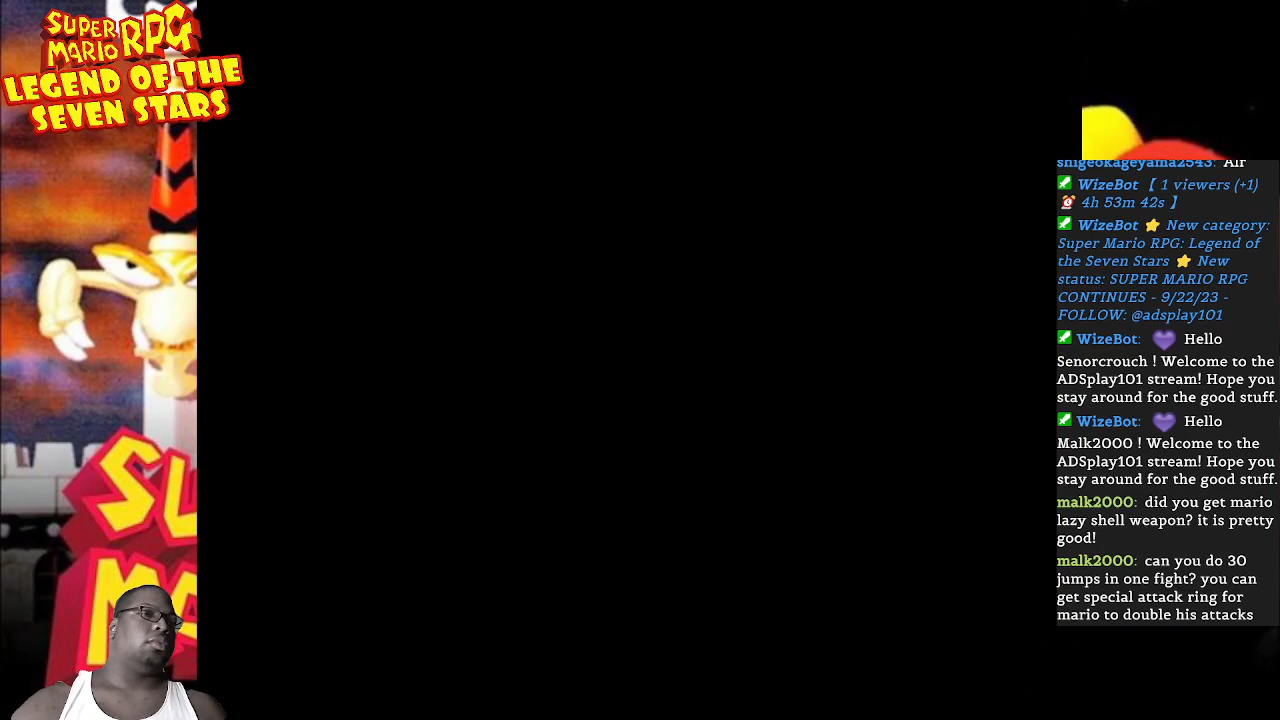 SUPER
MARIO RPG
LEGEND OF THE
SEVEN STARS
SU
MA
shigeokageyama2543: Air
WizeBot 【 1 viewers (+1)
⏰ 4h 53m 42s 】
WizeBot ⭐ New category:
Super Mario RPG: Legend of
the Seven Stars ⭐ New
status: SUPER MARIO RPG
CONTINUES - 9/22/23 -
FOLLOW: @adsplay101
WizeBot: 💜 Hello
Senorcrouch ! Welcome to the
ADSplay101 stream! Hope you
stay around for the good stuff.
WizeBot: 💜 Hello
Malk2000 ! Welcome to the
ADSplay101 stream! Hope you
stay around for the good stuff.
malk2000: did you get mario
lazy shell weapon? it is pretty
good!
malk2000: can you do 30
jumps in one fight? you can
get special attack ring for
mario to double his attacks